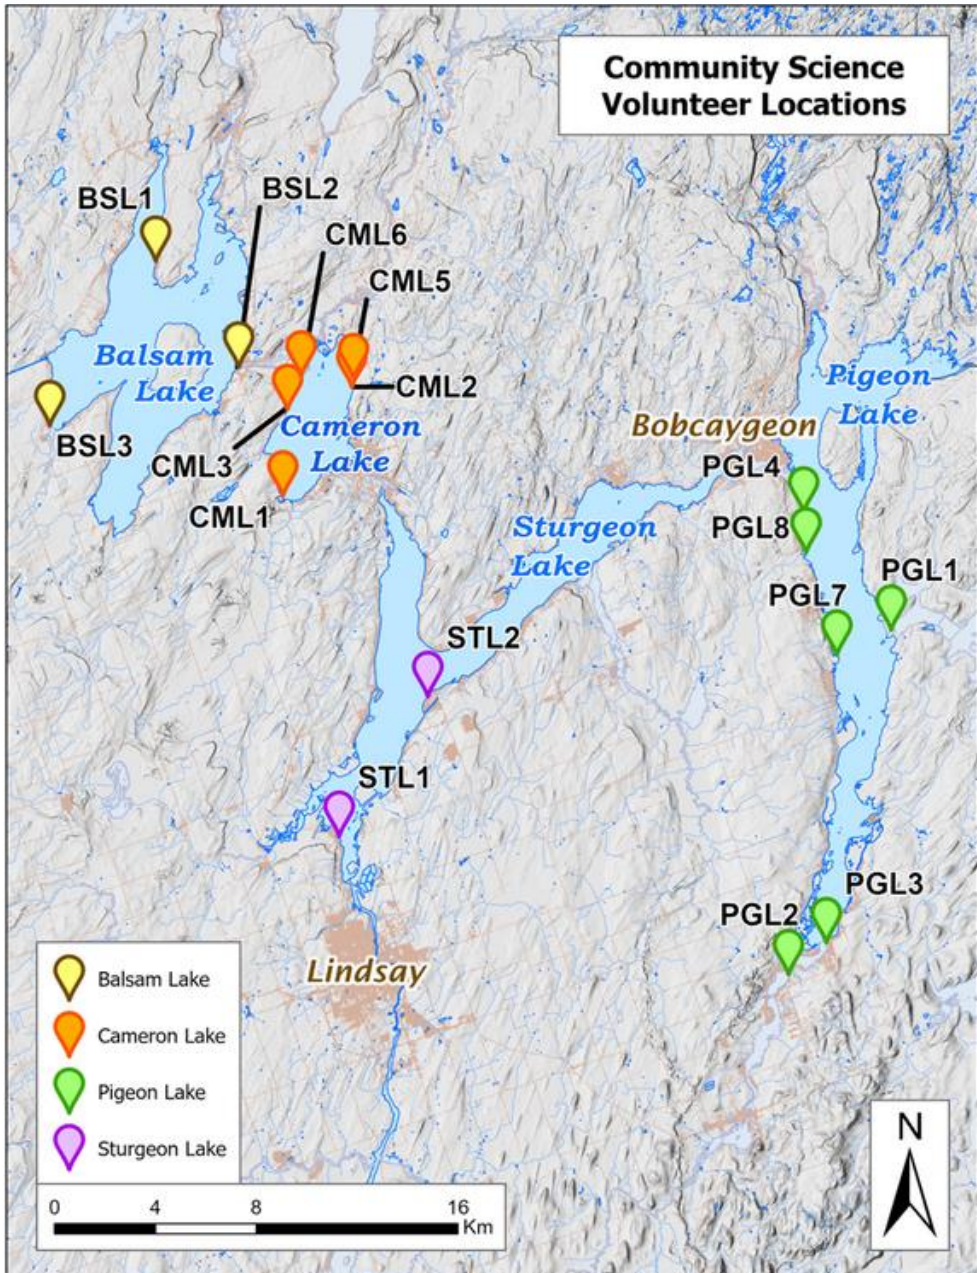 Community Science
Volunteer Locations
BSL1
BSL2
CML6
CML5
Balsam
Lake
CML2
Pigeon
Lake
BSL3
CML3
Cameron
Lake
Bobcaygeon
PGL4
CML1
Sturgeon
Lake
PGL8
PGL1
PGL7
STL2
STL1
PGL3
PGL2
Lindsay
Balsam Lake
Cameron Lake
Pigeon Lake
Sturgeon Lake
N
0 4 8 16
Km